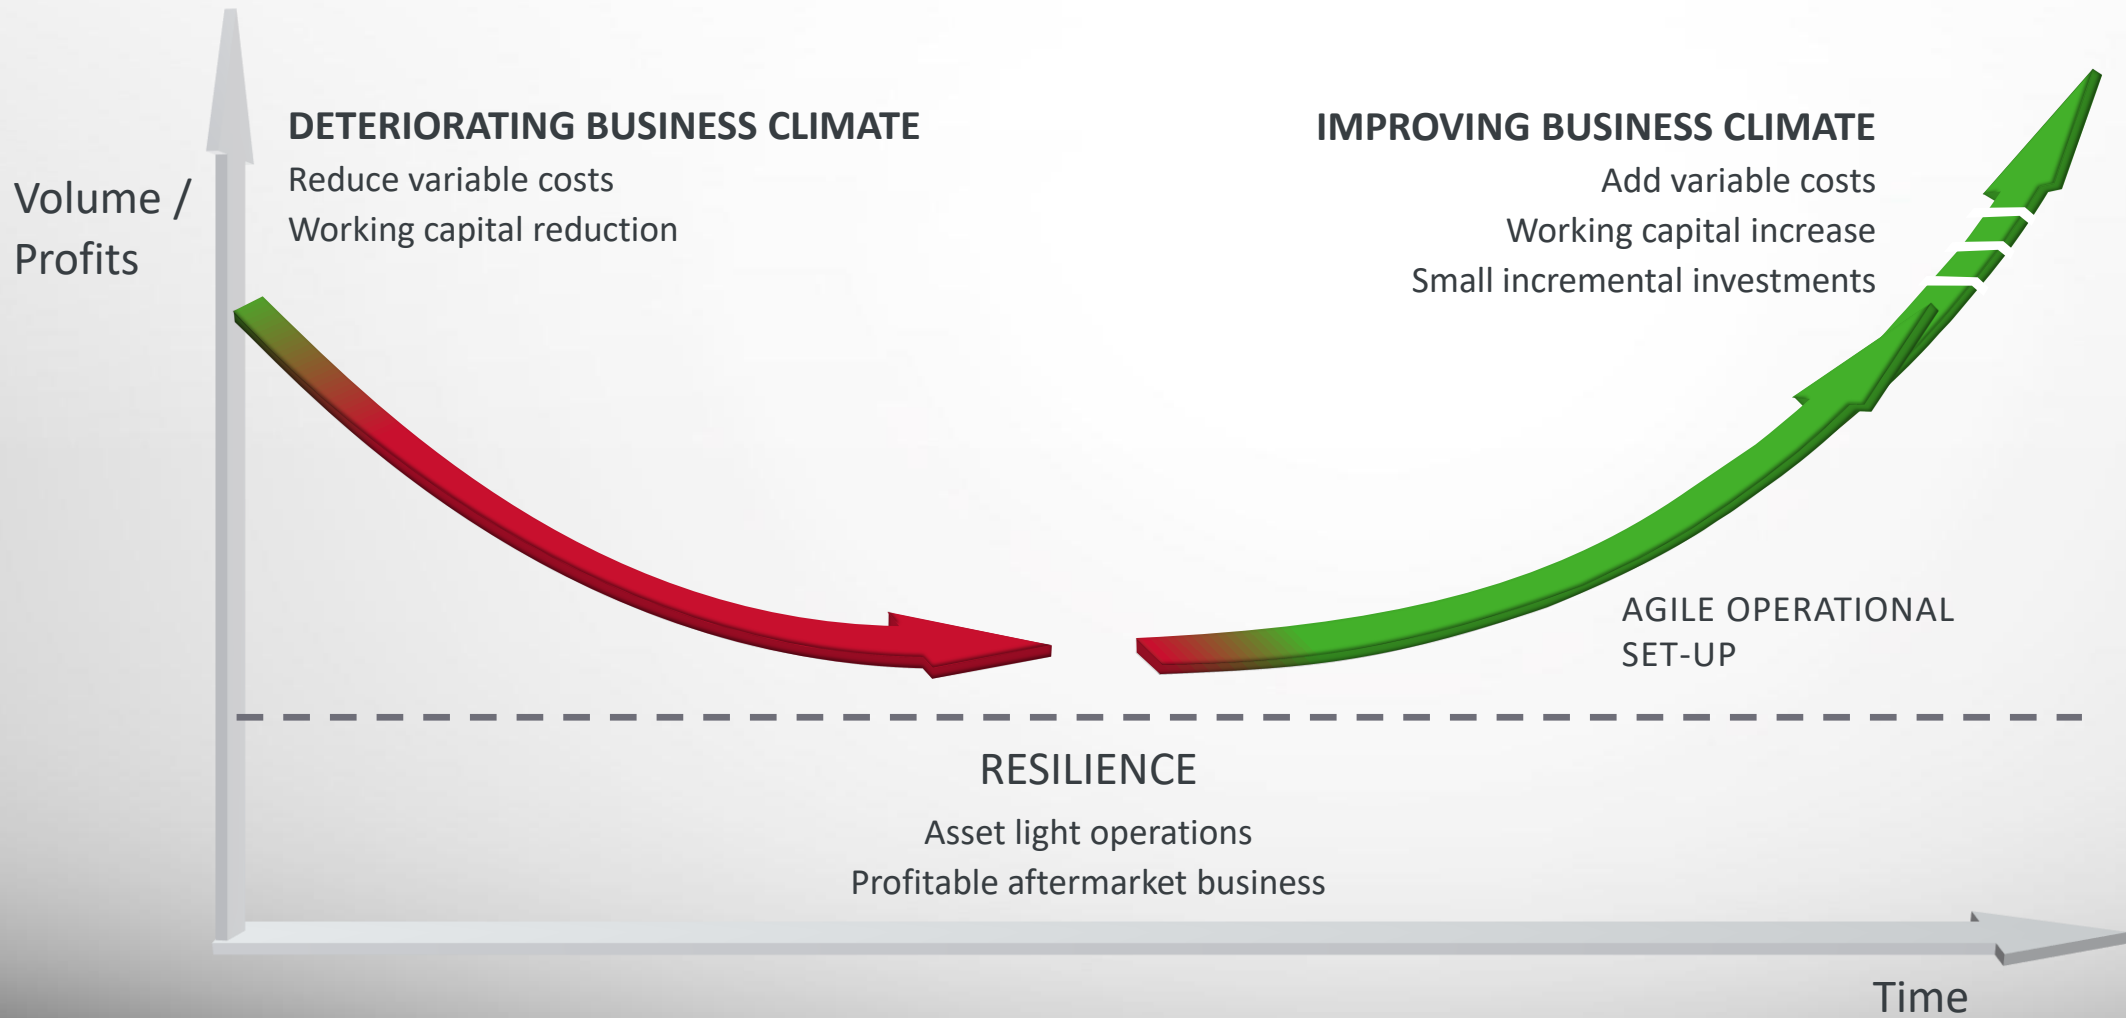 Volume /
Profits
DETERIORATING BUSINESS CLIMATE
Reduce variable costs
Working capital reduction
IMPROVING BUSINESS CLIMATE
Add variable costs
Working capital increase
Small incremental investments
AGILE OPERATIONAL
SET-UP
RESILIENCE
Asset light operations
Profitable aftermarket business
Time